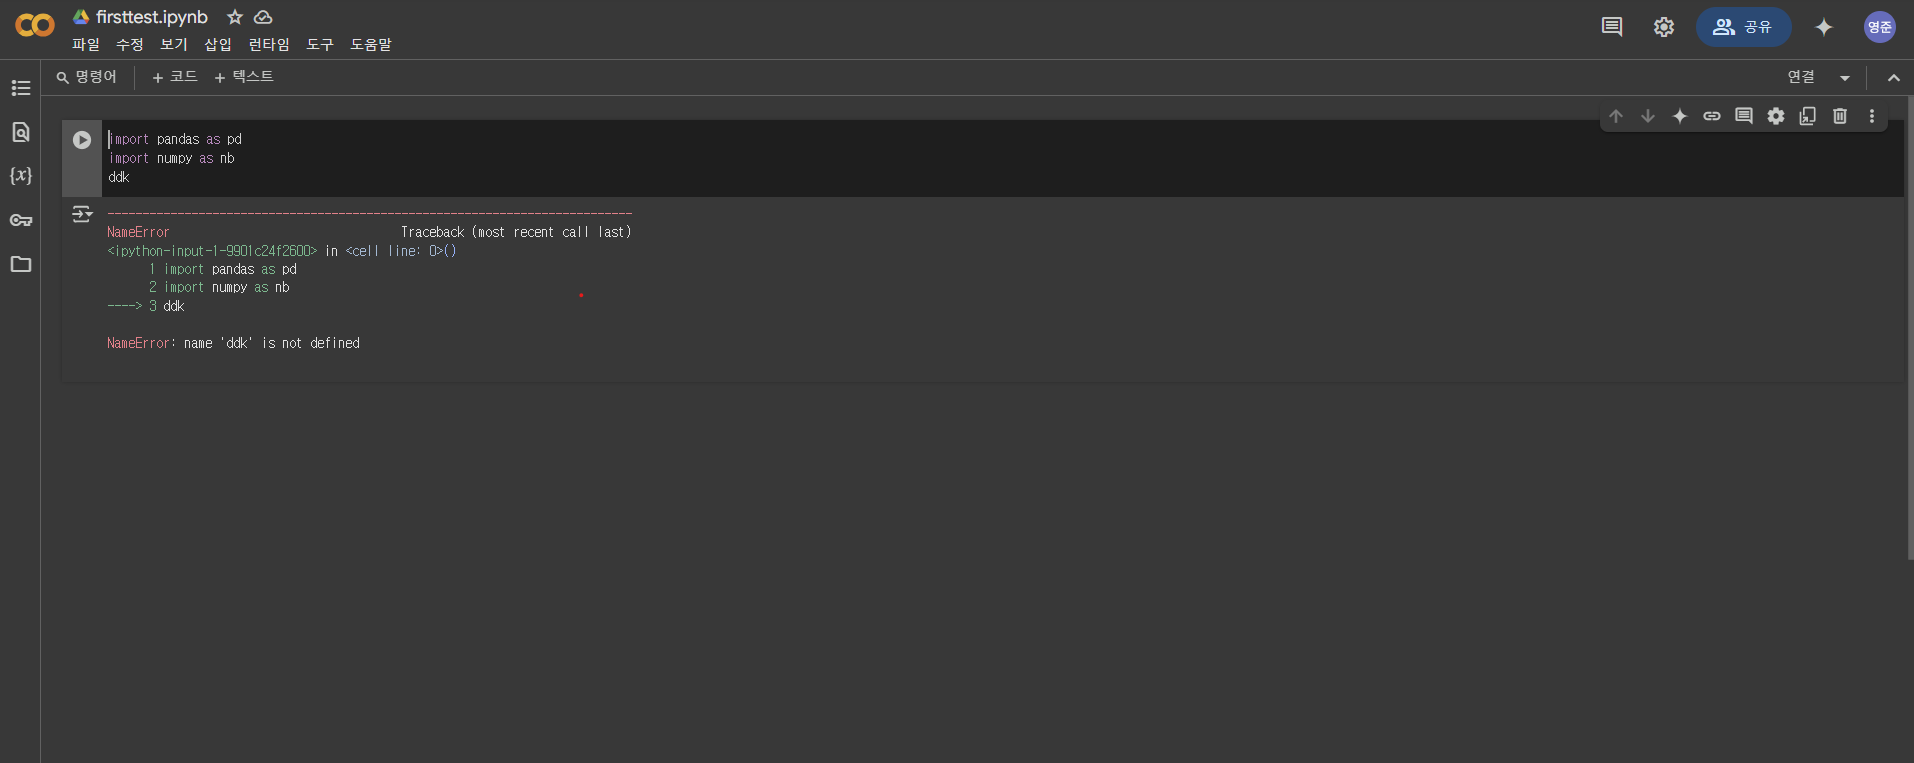 firsttest.ipynb
파일 수정 보기 삽입 런타임 도구 도움말
공유
영준
명령어 + 코드 + 텍스트
연결
{x}
import pandas as pd
import numpy as nb
ddk
---------------------------------------------------------------------------
NameError Traceback (most recent call last)
<ipython-input-1-9901c24f2600> in <cell line: 0>()
1 import pandas as pd
2 import numpy as nb
----> 3 ddk
NameError: name 'ddk' is not defined